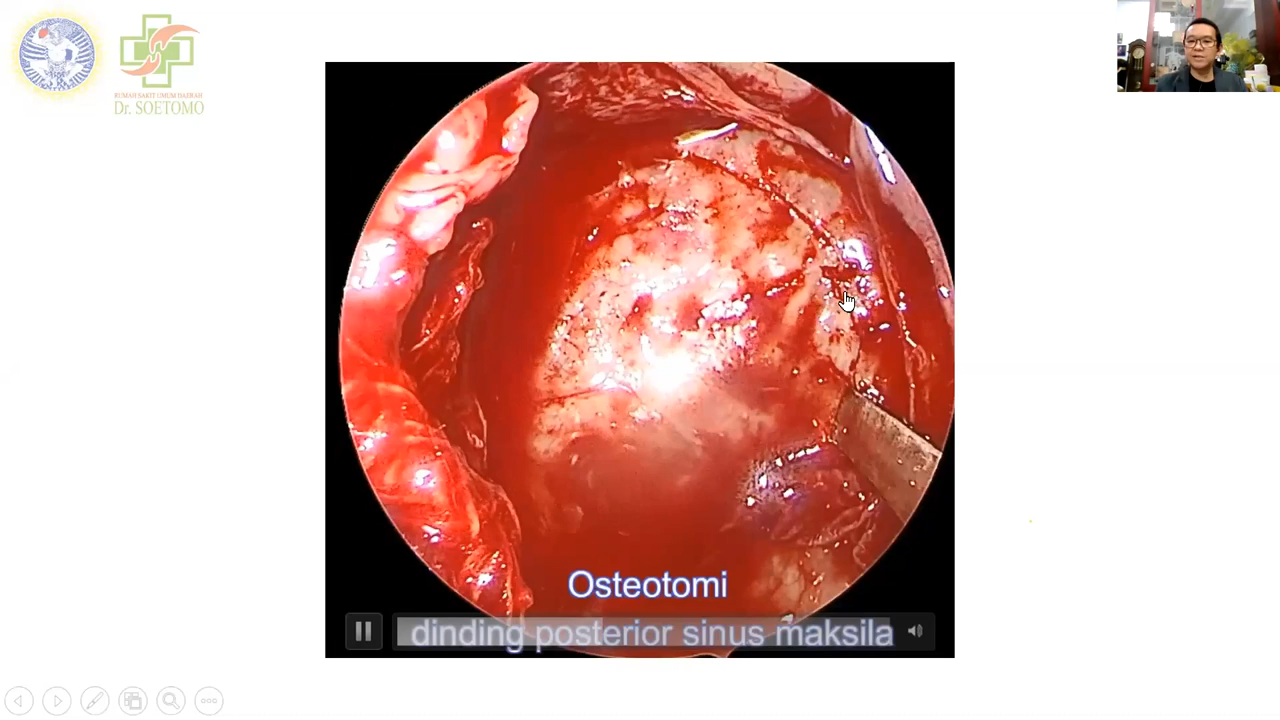 RUMAH SAKIT UMUM DAERAH
Dr. SOETOMO
Osteotomi
dinding posterior sinus maksila